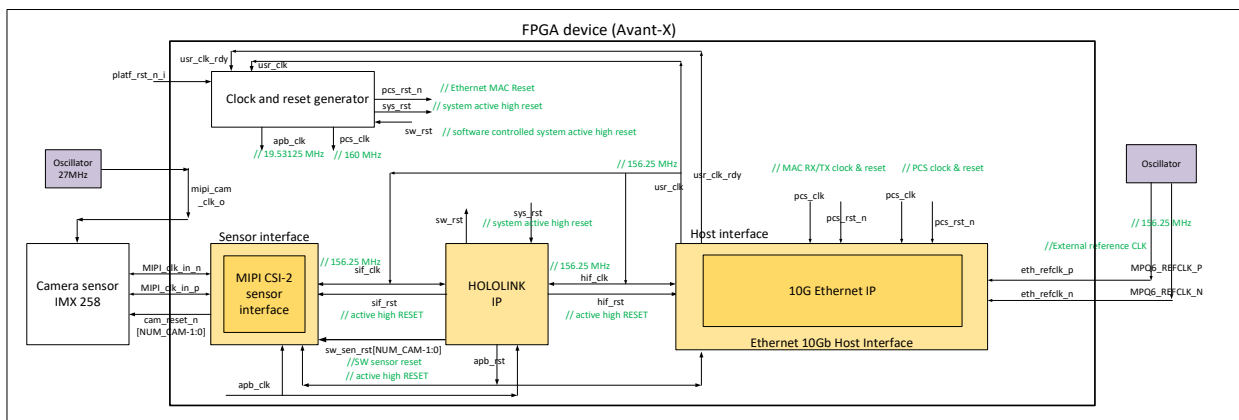 FPGA device (Avant-X)
usr_clk_rdy
usr_clk
platf_rst_n_i
Clock and reset generator
pcs_rst_n
// Ethernet MAC Reset
sys_rst
// system active high reset
sw_rst
// software controlled system active high reset
apb_clk
pcs_clk
// 19.53125 MHz
// 160 MHz
Oscillator
27MHz
mipi_cam
_clk_o
// 156.25 MHz
usr_clk
usr_clk_rdy
// MAC RX/TX clock & reset
// PCS clock & reset
pcs_clk
pcs_rst_n
pcs_clk
pcs_rst_n
Oscillator
// 156.25 MHz
//External reference CLK
sw_rst
sys_rst
// system active high reset
Sensor interface
Host interface
Camera sensor
IMX 258
MIPI_clk_in_n
MIPI_clk_in_p
cam_reset_n
[NUM_CAM-1:0]
MIPI CSI-2
sensor
interface
// 156.25 MHz
sif_clk
sif_rst
// active high RESET
HOLOLINK
IP
// 156.25 MHz
hif_clk
hif_rst
// active high RESET
10G Ethernet IP
Ethernet 10Gb Host Interface
eth_refclk_p
MPQ6_REFCLK_P
eth_refclk_n
MPQ6_REFCLK_N
sw_sen_rst[NUM_CAM-1:0]
//SW sensor reset
// active high RESET
apb_rst
apb_clk